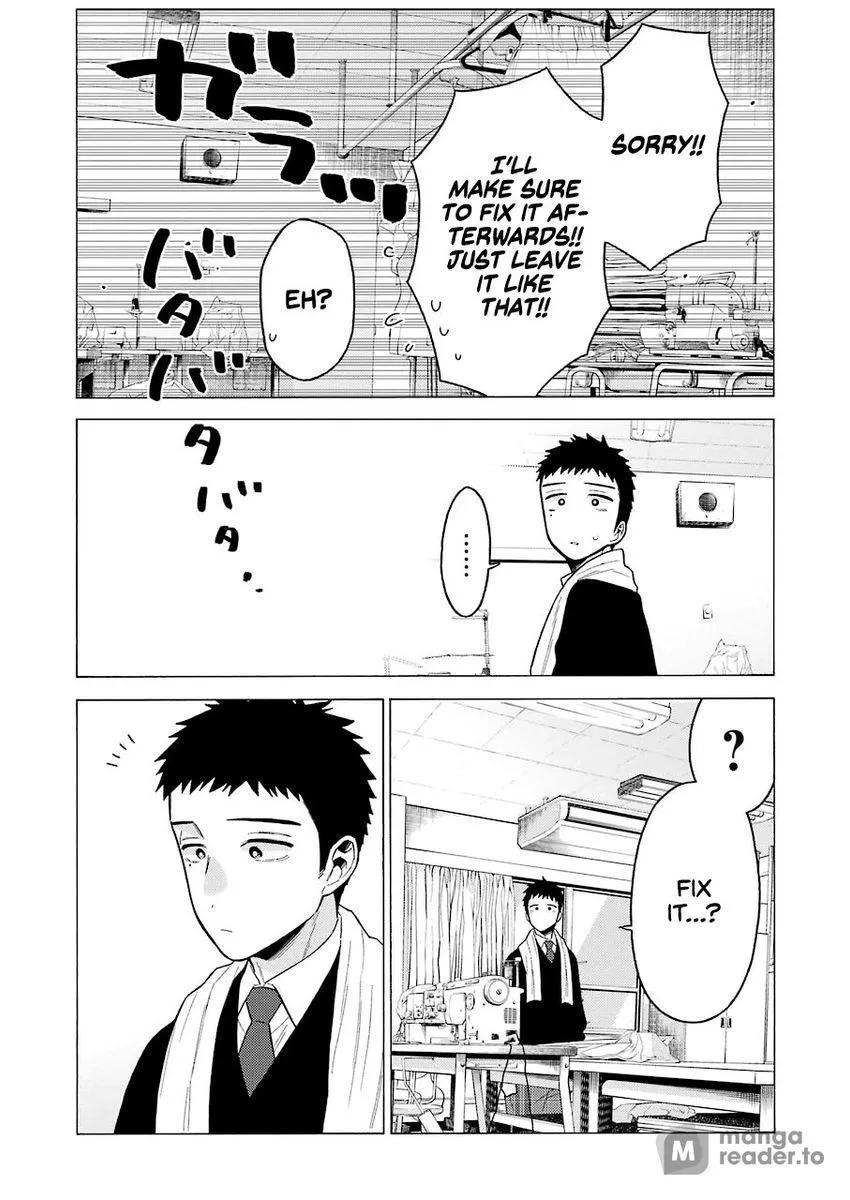 SORRY!!
I'LL
MAKE SURE
TO FIX IT AF-
TERWARDS!!
JUST LEAVE
IT LIKE
THAT!!
ガラッ
EH?
バタバタ
タバタ.
......
?
FIX
IT...?
M manga
reader.to